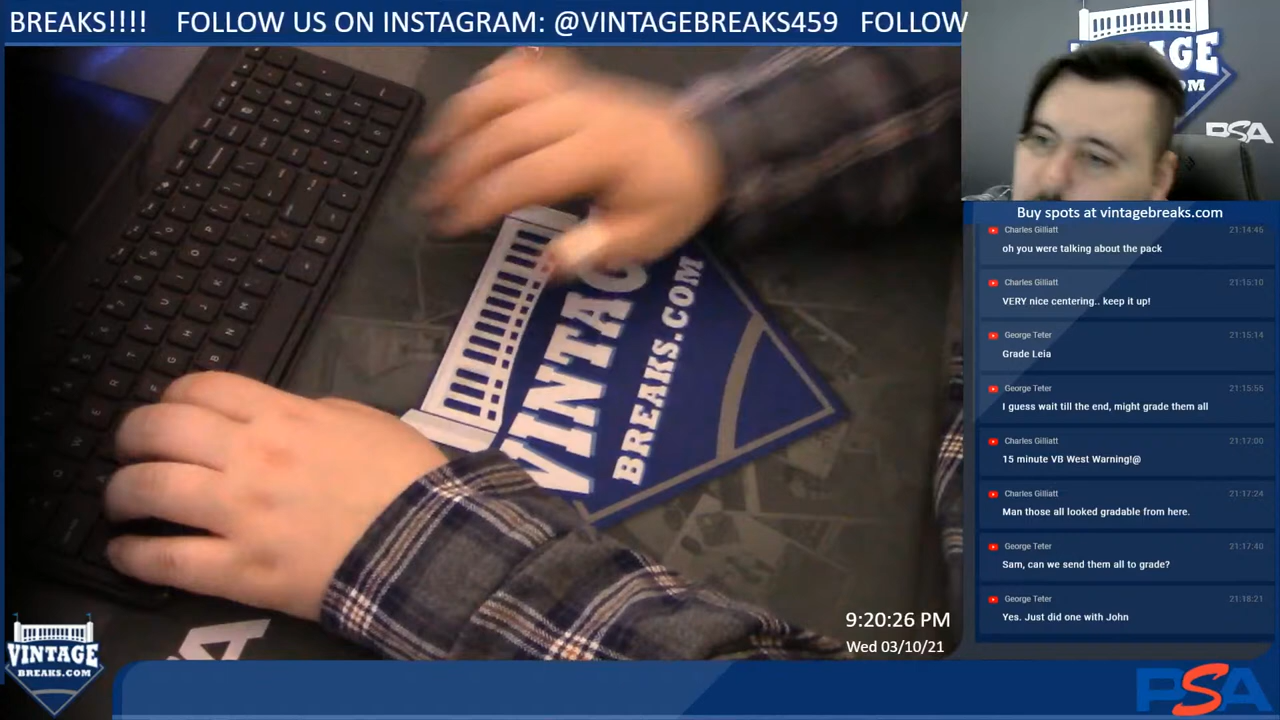 BREAKS!!!! FOLLOW US ON INSTAGRAM: @VINTAGEBREAKS459 FOLLOW
PSA
Buy spots at vintagebreaks.com
Charles Gilliatt 21:14:46
oh you were talking about the pack
Charles Gilliatt 21:15:10
VERY nice centering.. keep it up!
George Teter 21:15:14
Grade Leia
George Teter 21:15:55
I guess wait till the end, might grade them all
Charles Gilliatt 21:17:00
15 minute VB West Warning!@
Charles Gilliatt 21:17:24
Man those all looked gradable from here.
George Teter 21:17:40
Sam, can we send them all to grade?
George Teter 21:18:21
Yes. Just did one with John
VINTAG
BREAKS.COM
9:20:26 PM
Wed 03/10/21
VINTAGE
BREAKS.COM
PSA